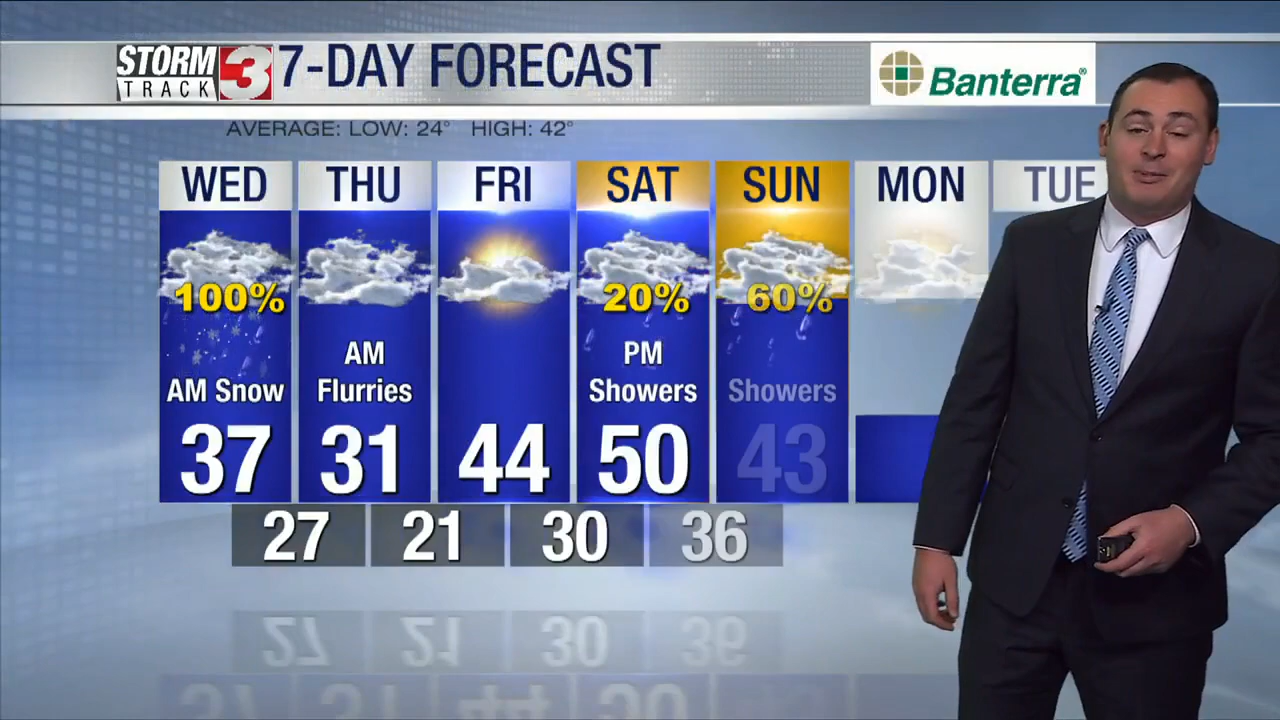 STORM
TRACK
3
7-DAY FORECAST
Banterra®
AVERAGE: LOW: 24° HIGH: 42°
WED THU FRI SAT SUN MON TUE
100% 20% 60%
AM PM
AM Snow Flurries Showers Showers
37 31 44 50 43
27 21 30 36